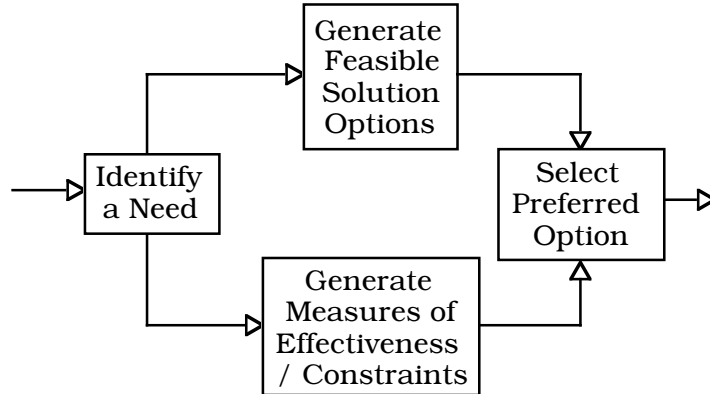 Generate
Feasible
Solution
Options
Identify
a Need
Select
Preferred
Option
Generate
Measures of
Effectiveness
/ Constraints